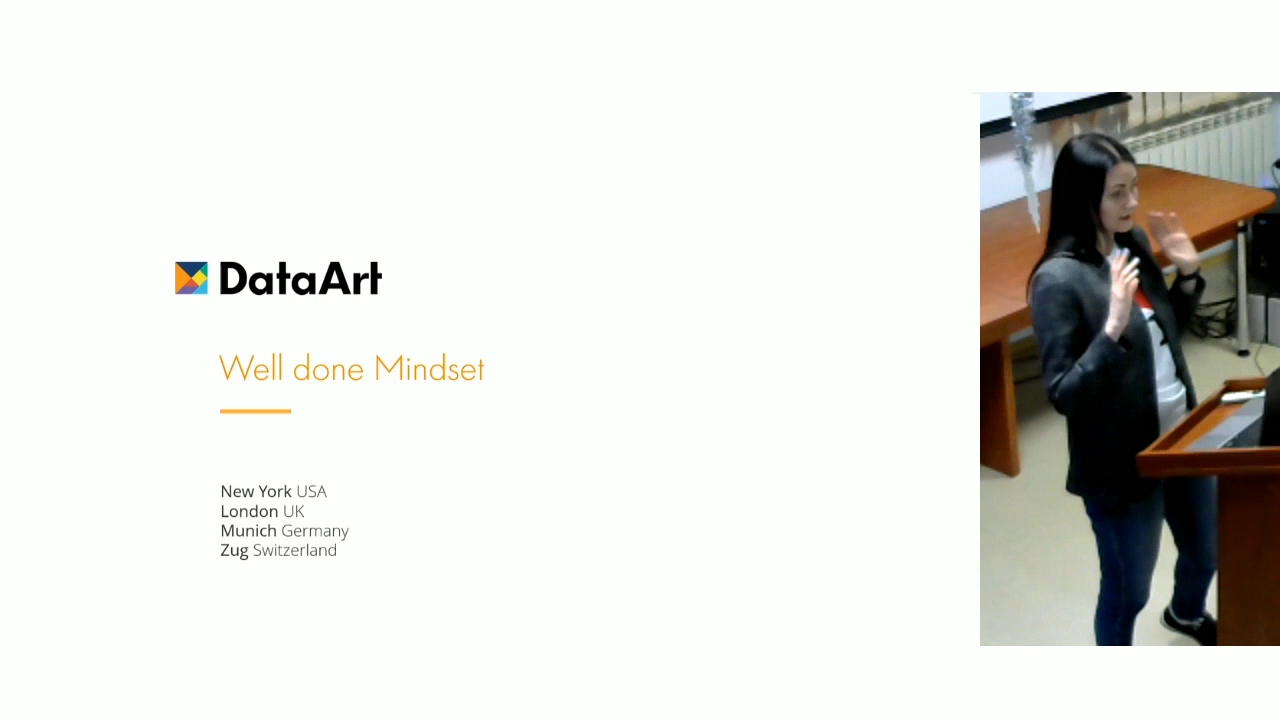 DataArt
Well done Mindset
New York USA
London UK
Munich Germany
Zug Switzerland